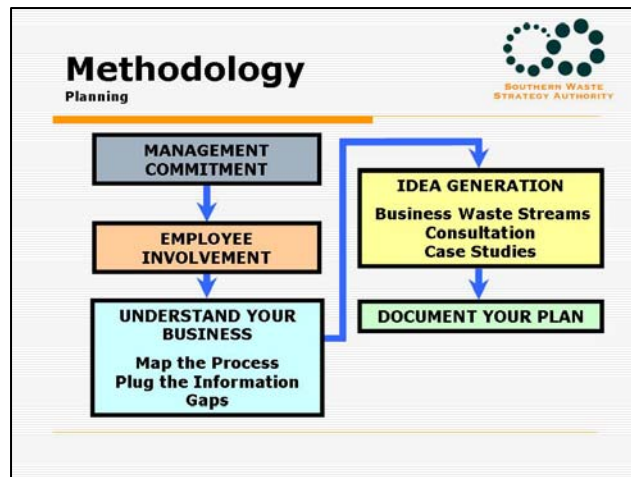 Methodology
Planning
SOUTHERN WASTE
STRATEGY AUTHORITY
MANAGEMENT
COMMITMENT
EMPLOYEE
INVOLVEMENT
UNDERSTAND YOUR
BUSINESS
Map the Process
Plug the Information
Gaps
IDEA GENERATION
Business Waste Streams
Consultation
Case Studies
DOCUMENT YOUR PLAN